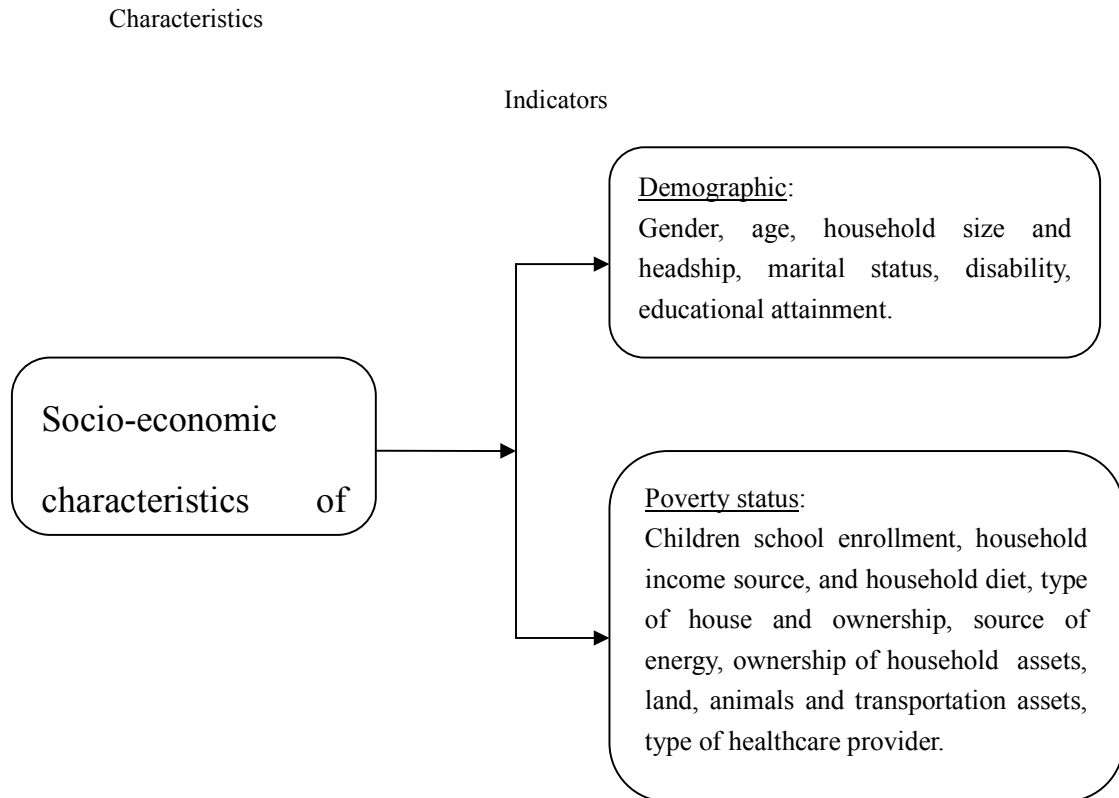 Characteristics
Indicators
Demographic:
Gender, age, household size and
headship, marital status, disability,
educational attainment.
Socio-economic
characteristics of
Poverty status:
Children school enrollment, household
income source, and household diet, type
of house and ownership, source of
energy, ownership of household assets,
land, animals and transportation assets,
type of healthcare provider.